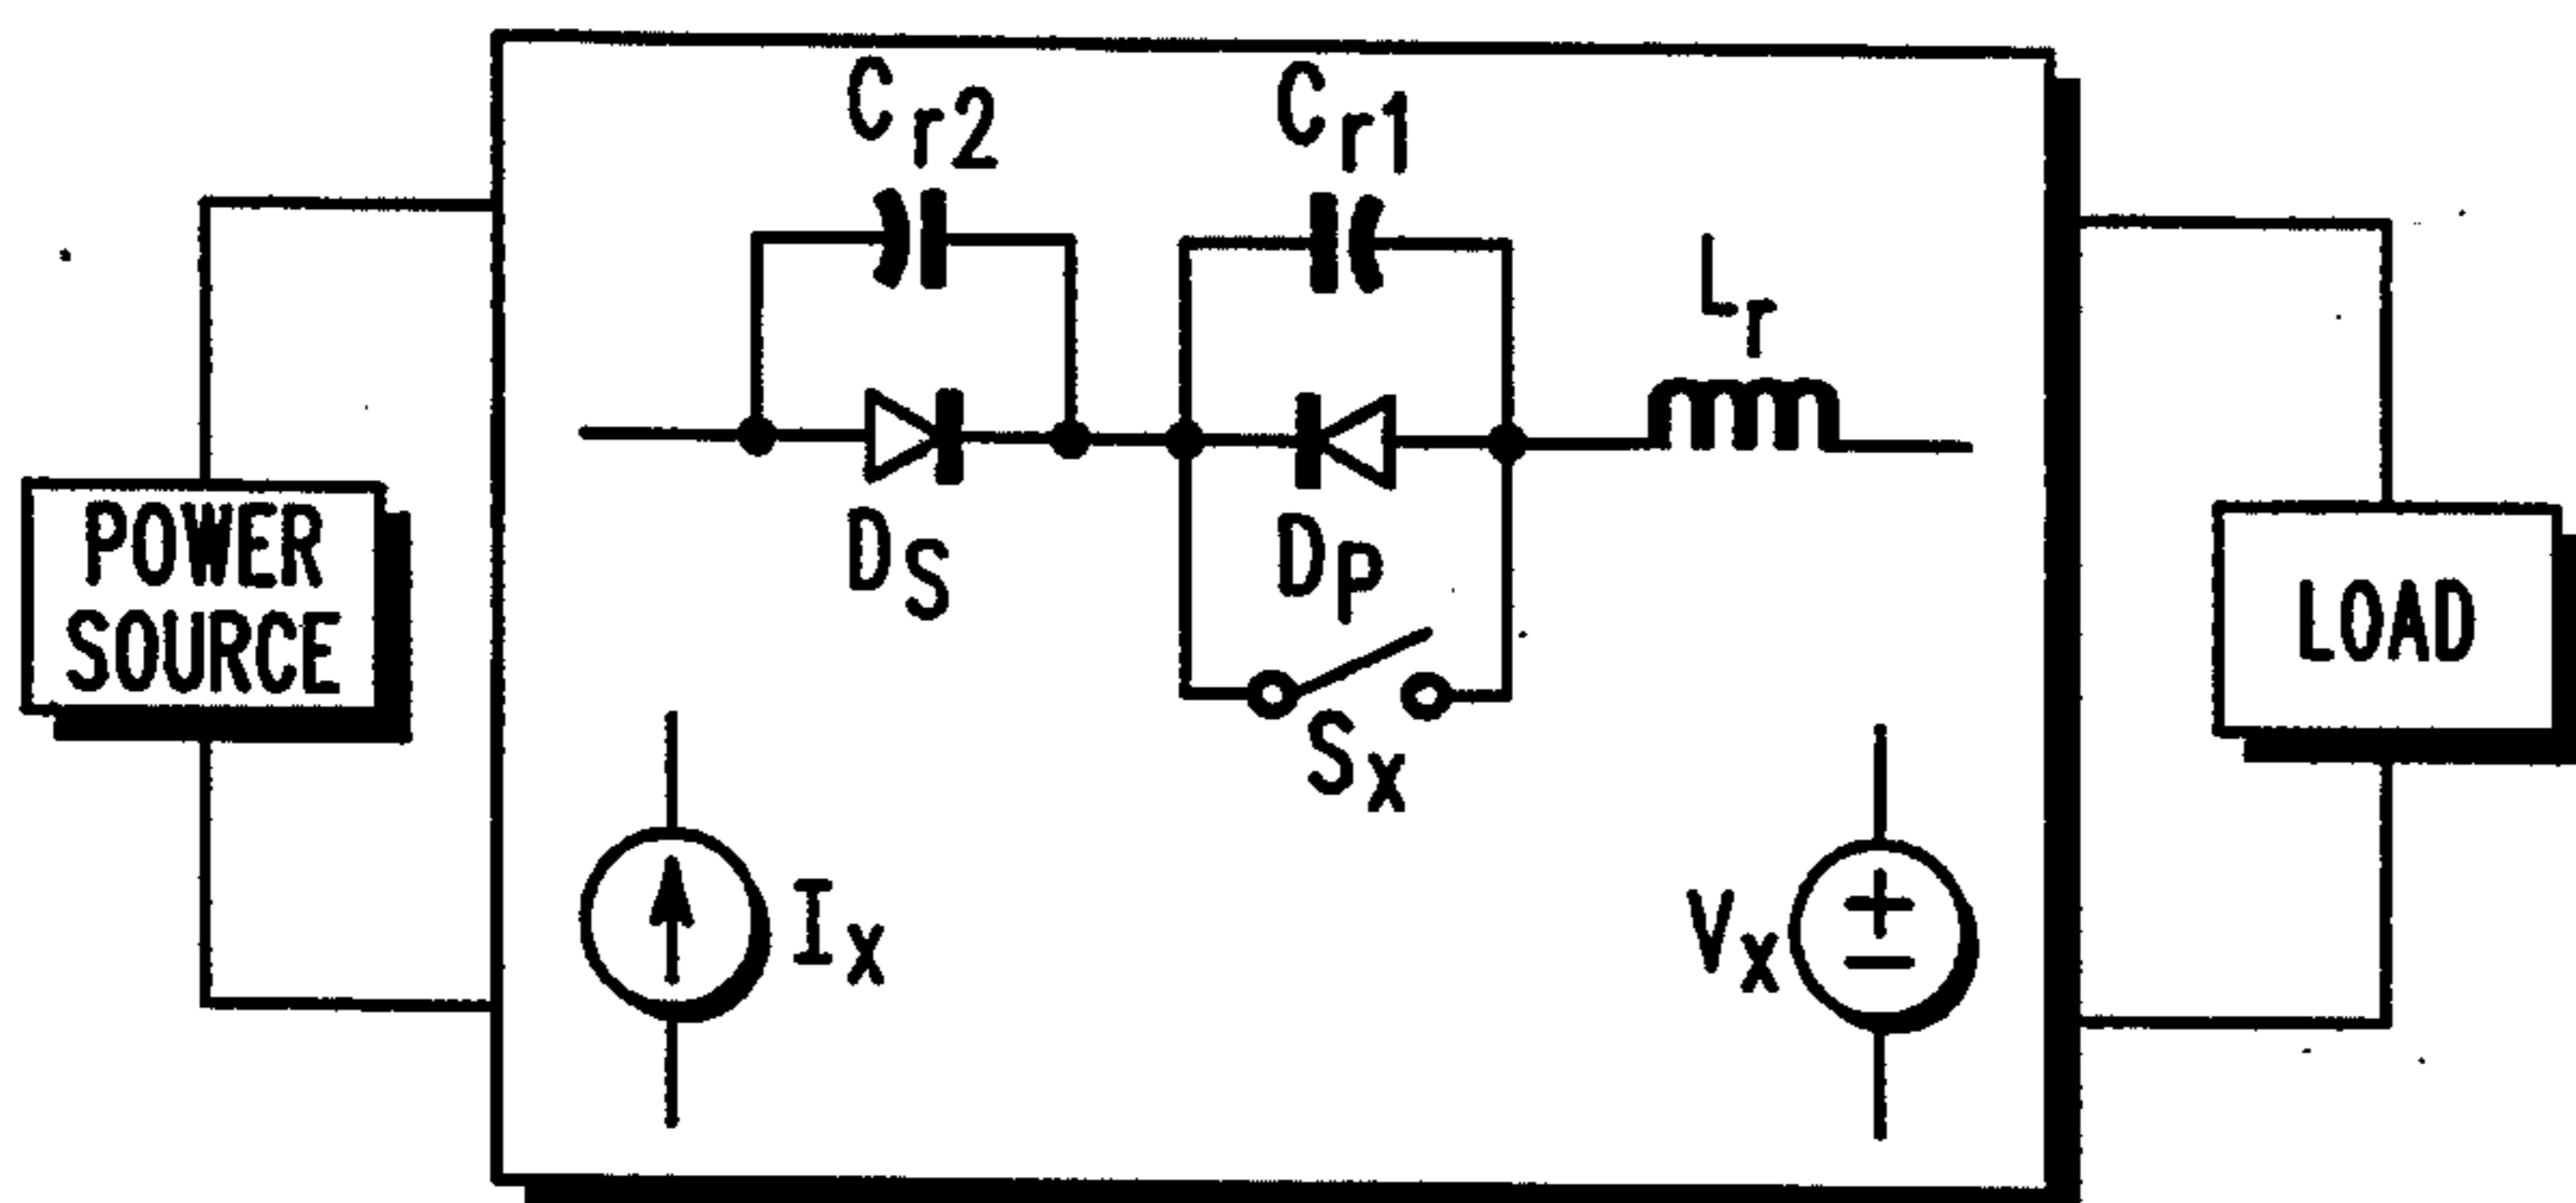 Cr2
Cr1
Lr
DS
DP
Sx
POWER
SOURCE
LOAD
Ix
Vx
+
−